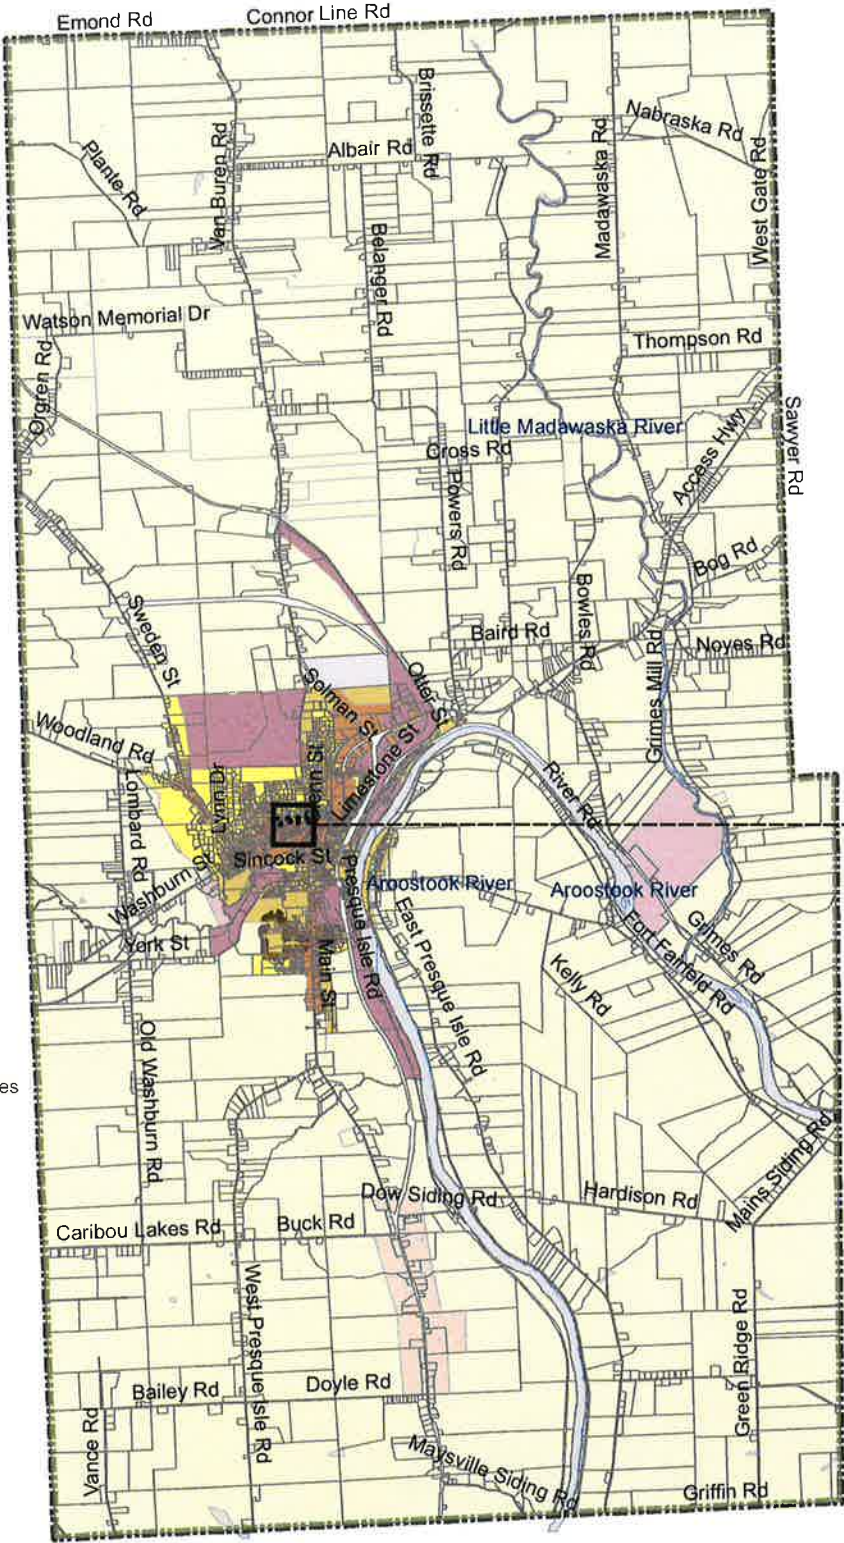 Emond Rd
Connor Line Rd
Brissette Rd
Nabraska Rd
Plante Rd
Van Buren Rd
Albair Rd
Madawaska Rd
West Gate Rd
Belanger Rd
Watson Memorial Dr
Thompson Rd
Orgren Rd
Sawyer Rd
Little Madawaska River
Access Hwy
Cross Rd
Powers Rd
Bog Rd
Sweden St
Bowles Rd
Baird Rd
Noyes Rd
Grimes Mill Rd
Solman St
Otter St
Woodland Rd
Limestone St
Lombard Rd
Lynn Dr
River Rd
Sincock St
Washburn St
Presque Isle Rd
Aroostook River
Aroostook River
York St
Main St
East Presque Isle Rd
Fort Fairfeld Rd
Grimes Rd
Kelly Rd
Old Washburn Rd
es
Mains Siding Rd
Dow Siding Rd
Hardison Rd
Caribou Lakes Rd
Buck Rd
West Presque Isle Rd
Green Ridge Rd
Bailey Rd
Doyle Rd
Vance Rd
Maysville Siding Rd
Griffin Rd